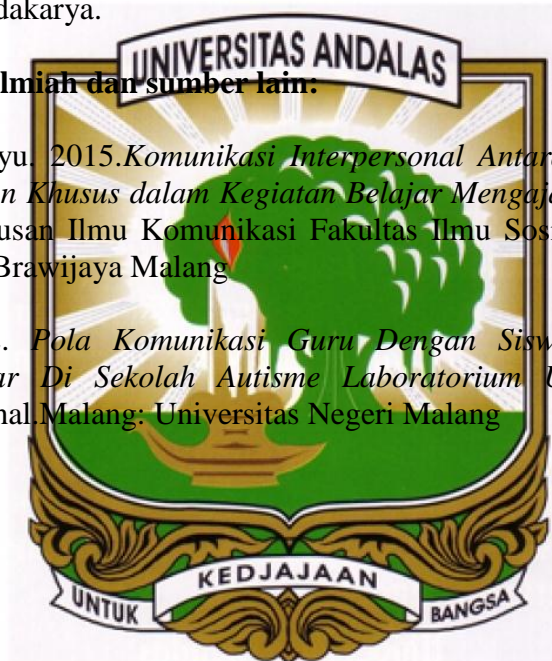 dakarya.
UNIVERSITAS ANDALAS
lmiah dan sumber lain:
yu. 2015.Komunikasi Interpersonal Antar
n Khusus dalam Kegiatan Belajar Mengaj
usan Ilmu Komunikasi Fakultas Ilmu Sos
Brawijaya Malang
. Pola Komunikasi Guru Dengan Sisw
ar Di Sekolah Autisme Laboratorium U
nal.Malang: Universitas Negeri Malang
UNTUK KEDJAJAAN BANGSA